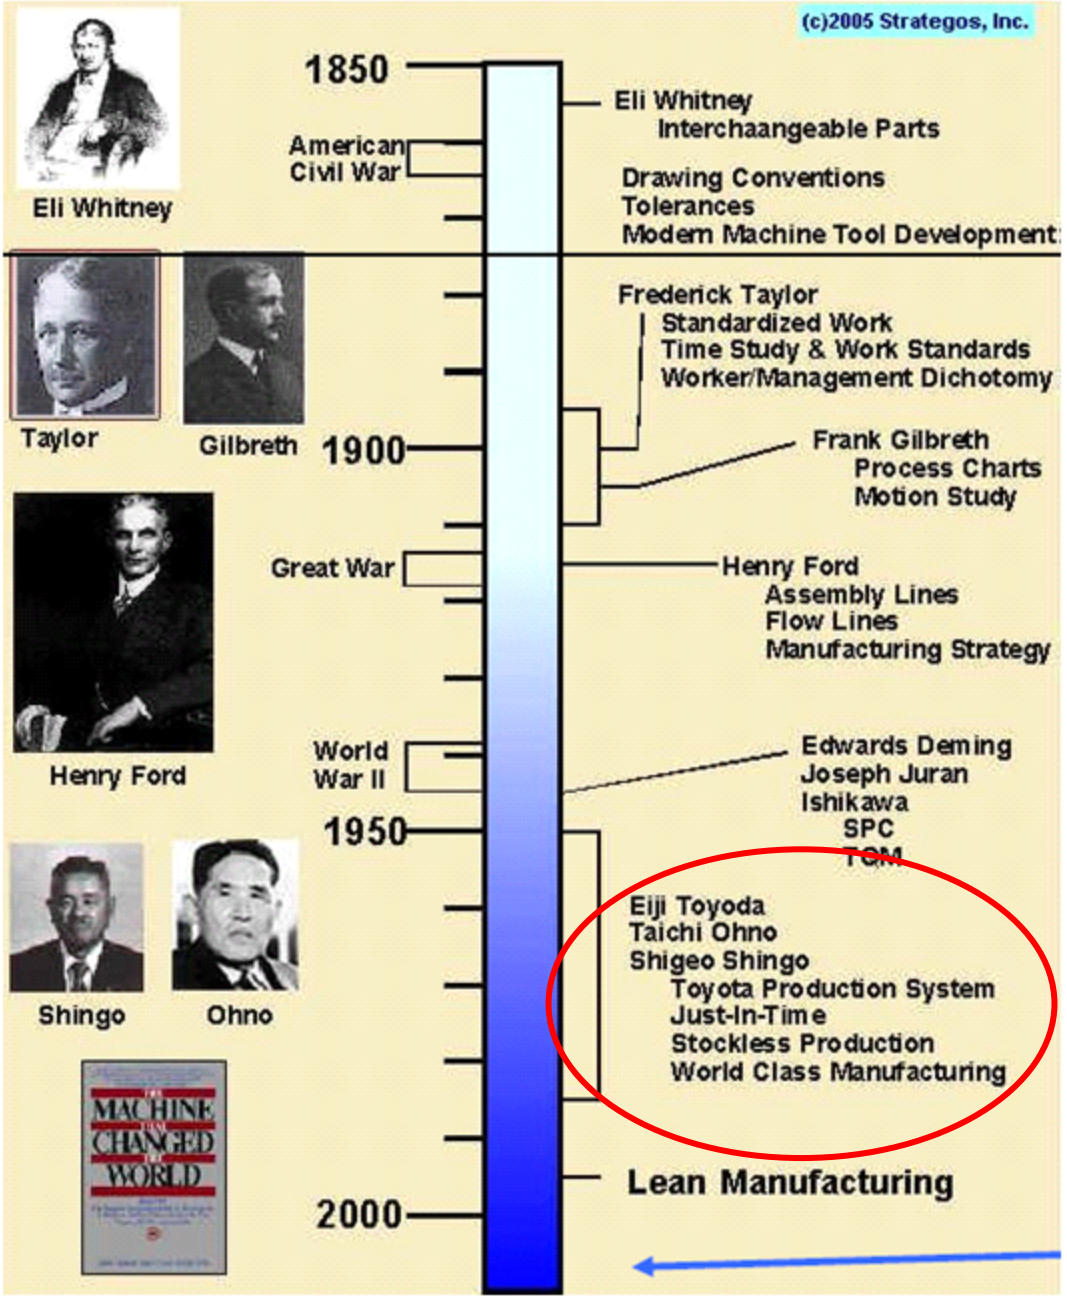 (c)2005 Strategos, Inc.
1850
Eli Whitney
Interchaangeable Parts
American
Civil War
Drawing Conventions
Tolerances
Modern Machine Tool Development
Eli Whitney
Frederick Taylor
Standardized Work
Time Study & Work Standards
Worker/Management Dichotomy
Taylor
Gilbreth
1900
Frank Gilbreth
Process Charts
Motion Study
Great War
Henry Ford
Assembly Lines
Flow Lines
Manufacturing Strategy
Henry Ford
World
War II
Edwards Deming
Joseph Juran
Ishikawa
SPC
TQM
1950
Eiji Toyoda
Taichi Ohno
Shigeo Shingo
Toyota Production System
Just-In-Time
Stockless Production
World Class Manufacturing
Shingo
Ohno
THE
MACHINE
THAT
CHANGED
THE
WORLD
Lean Manufacturing
2000